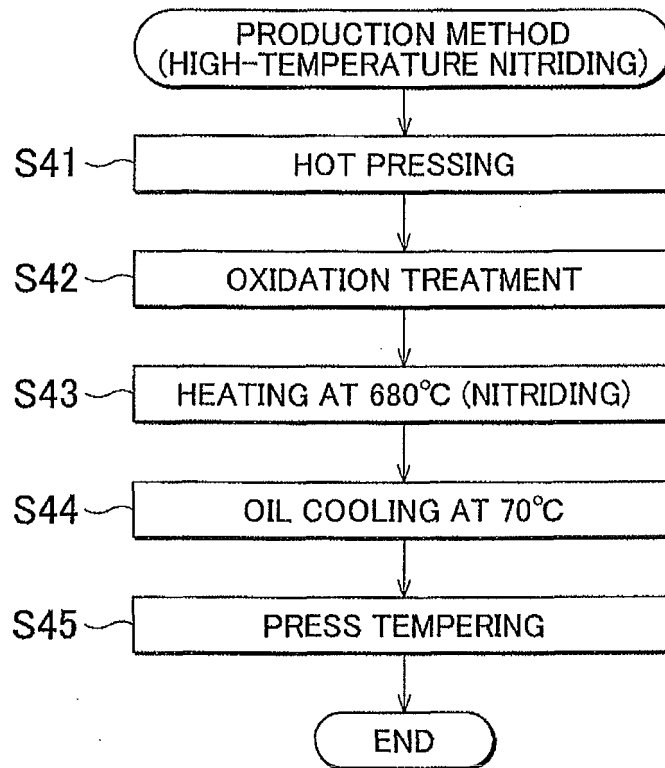 PRODUCTION METHOD
(HIGH-TEMPERATURE NITRIDING)
S41 HOT PRESSING
S42 OXIDATION TREATMENT
S43 HEATING AT 680°C (NITRIDING)
S44 OIL COOLING AT 70°C
S45 PRESS TEMPERING
END